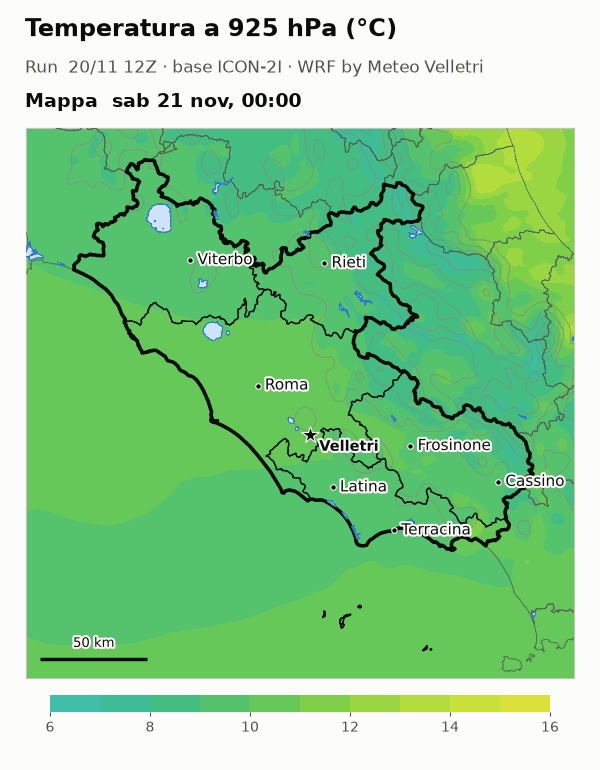 Temperatura a 925 hPa (°C)
Run  20/11 12Z · base ICON-2I · WRF by Meteo Velletri
Mappa  sab 21 nov, 00:00
Viterbo
Rieti
Roma
Velletri
Frosinone
Latina
Cassino
Terracina
50 km
6 8 10 12 14 16